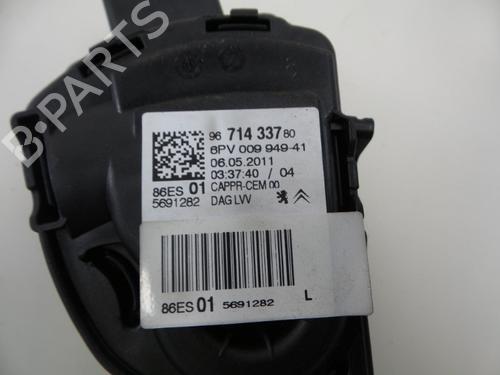 B-PARTS
96 714 337 80
6PV 009 949-41
06.05.2011
03:37:40 / 04
86ES 01 CAPPR-CEM 00
5691282 DAG LVV
86ES 01 5691282 L